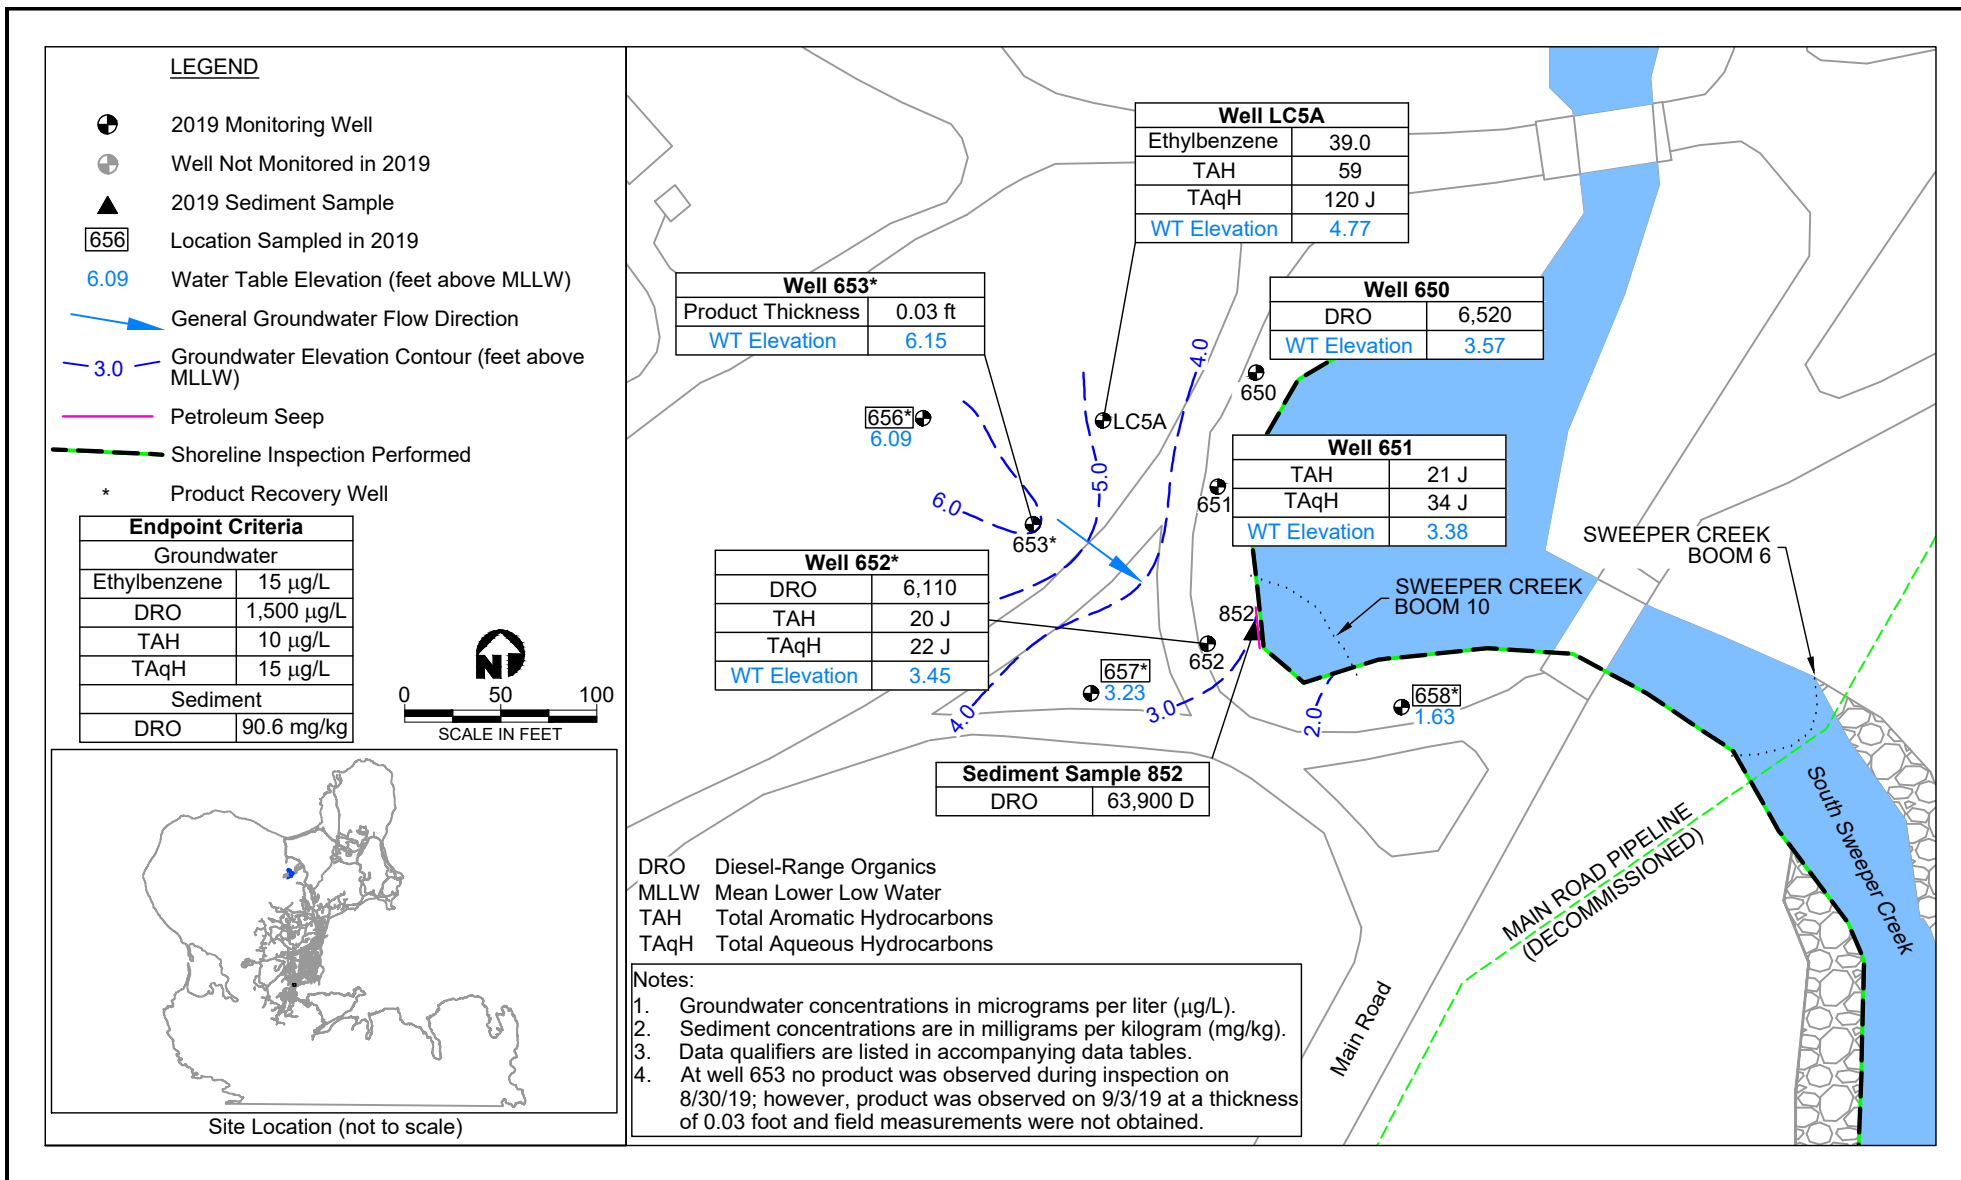 LEGEND
2019 Monitoring Well
Well Not Monitored in 2019
2019 Sediment Sample
656 Location Sampled in 2019
6.09 Water Table Elevation (feet above MLLW)
General Groundwater Flow Direction
3.0 Groundwater Elevation Contour (feet above
MLLW)
Petroleum Seep
Shoreline Inspection Performed
* Product Recovery Well
Endpoint Criteria
Groundwater
Ethylbenzene 15 µg/L
DRO 1,500 µg/L
TAH 10 µg/L
TAqH 15 µg/L
Sediment
DRO 90.6 mg/kg
N
0 50 100
SCALE IN FEET
Site Location (not to scale)
Well LC5A
Ethylbenzene 39.0
TAH 59
TAqH 120 J
WT Elevation 4.77
Well 653*
Product Thickness 0.03 ft
WT Elevation 6.15
Well 650
DRO 6,520
WT Elevation 3.57
4.0
650
656*
6.09
LC5A
5.0
6.0
653*
651
Well 651
TAH 21 J
TAqH 34 J
WT Elevation 3.38
Well 652*
DRO 6,110
TAH 20 J
TAqH 22 J
WT Elevation 3.45
SWEEPER CREEK
BOOM 6
SWEEPER CREEK
BOOM 10
852
652
657*
3.23
4.0
3.0
2.0
658*
1.63
Sediment Sample 852
DRO 63,900 D
South Sweeper Creek
MAIN ROAD PIPELINE
(DECOMMISSIONED)
Main Road
DRO Diesel-Range Organics
MLLW Mean Lower Low Water
TAH Total Aromatic Hydrocarbons
TAqH Total Aqueous Hydrocarbons
Notes:
1. Groundwater concentrations in micrograms per liter (µg/L).
2. Sediment concentrations are in milligrams per kilogram (mg/kg).
3. Data qualifiers are listed in accompanying data tables.
4. At well 653 no product was observed during inspection on
8/30/19; however, product was observed on 9/3/19 at a thickness
of 0.03 foot and field measurements were not obtained.